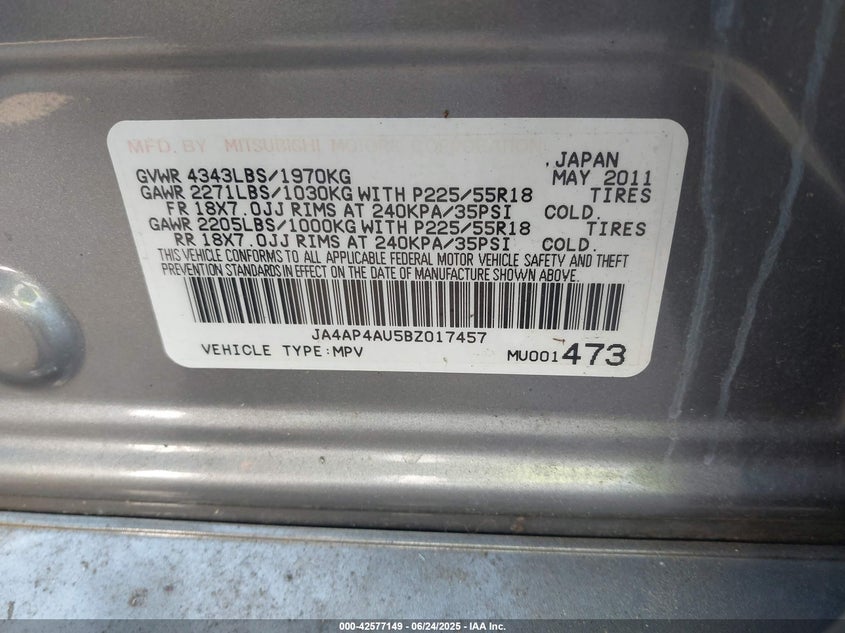 MFD. BY MITSUBISHI MOTORS CORPORATION
GVWR 4343LBS/1970KG .JAPAN MAY 2011
GAWR 2271LBS/1030KG WITH P225/55R18 TIRES
FR 18X7.0JJ RIMS AT 240KPA/35PSI COLD.
GAWR 2205LBS/1000KG WITH P225/55R18 TIRES
RR 18X7.0JJ RIMS AT 240KPA/35PSI COLD.
THIS VEHICLE CONFORMS TO ALL APPLICABLE FEDERAL MOTOR VEHICLE SAFETY AND THEFT
PREVENTION STANDARDS IN EFFECT ON THE DATE OF MANUFACTURE SHOWN ABOVE.
JA4AP4AU5BZ017457
VEHICLE TYPE:MPV MU001473
000-42577149 - 06/24/2025 - IAA Inc.